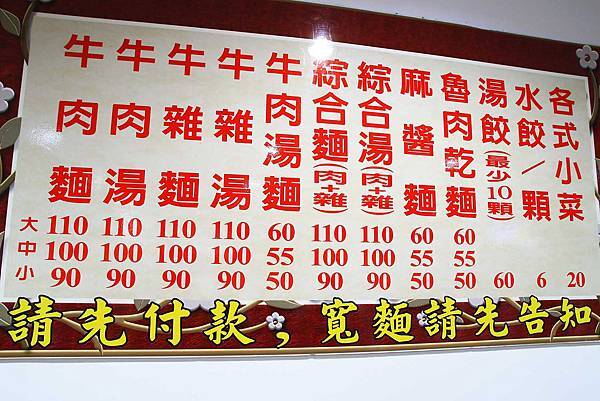 牛肉麵
牛肉湯
牛雜麵
牛雜湯
牛肉湯麵
綜合麵(肉+雜)
綜合湯(肉+雜)
麻醬麵
魯肉乾麵
湯餃(最少10顆)
水餃/顆
各式小菜
大 110 110 110 110 60 110 110 60 60
中 100 100 100 100 55 100 100 55 55
小 90 90 90 90 50 90 90 50 50 60 6 20
請先付款;寬麵請先告知